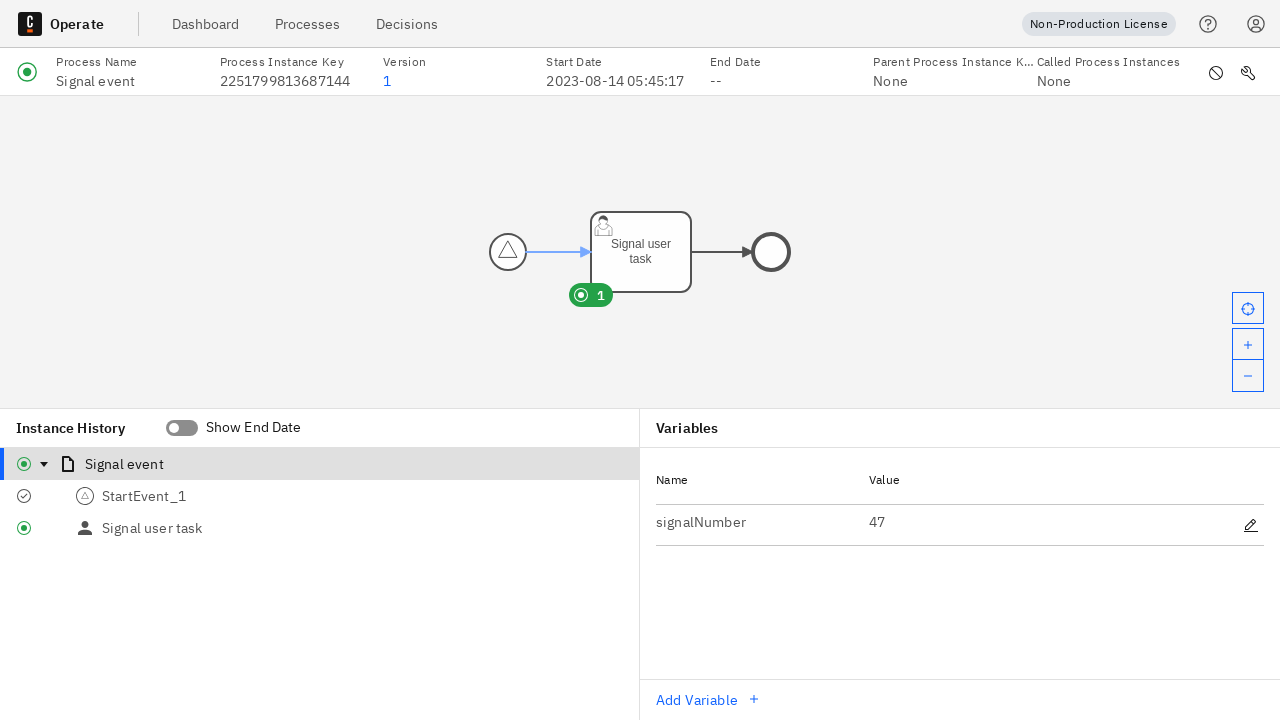 Operate
Dashboard
Processes
Decisions
Non-Production License
Process Name
Signal event
Process Instance Key
2251799813687144
Version
1
Start Date
2023-08-14 05:45:17
End Date
--
Parent Process Instance K...
None
Called Process Instances
None
Signal user
task
1
Instance History
Show End Date
Signal event
StartEvent_1
Signal user task
Variables
Name
Value
signalNumber
47
Add Variable